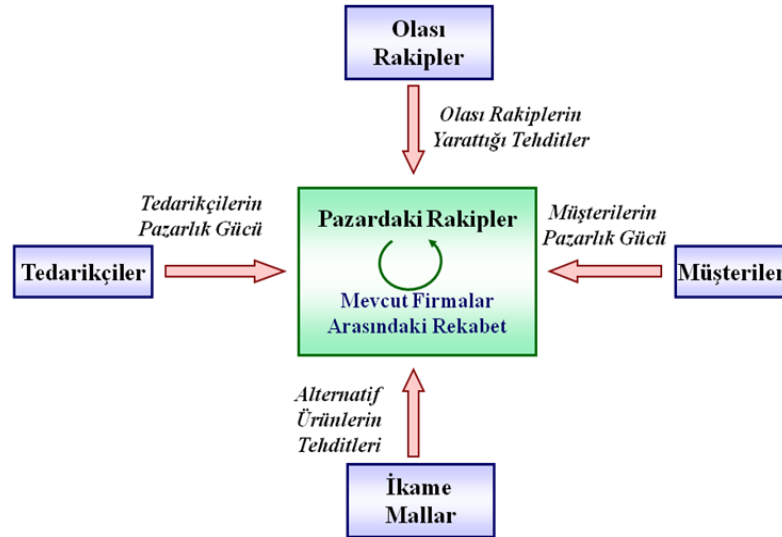 Olası
Rakipler
Olası Rakiplerin
Yarattığı Tehditler
Tedarikçilerin
Pazarlık Gücü
Tedarikçiler
Pazardaki Rakipler
Mevcut Firmalar
Arasındaki Rekabet
Müşterilerin
Pazarlık Gücü
Müşteriler
Alternatif
Ürünlerin
Tehditleri
İkame
Mallar